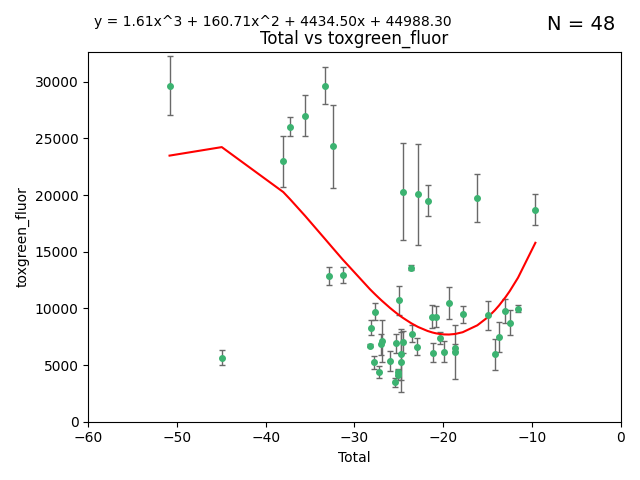 y = 1.61x^3 + 160.71x^2 + 4434.50x + 44988.30
N = 48
Total vs toxgreen_fluor
30000
25000
20000
15000
10000
5000
0
toxgreen_fluor
−60
−50
−40
−30
−20
−10
0
Total